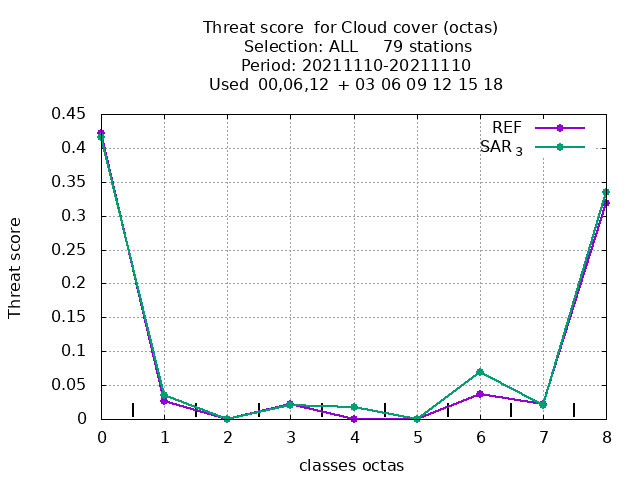 Threat score  for Cloud cover (octas)
Selection: ALL     79 stations
Period: 20211110-20211110
Used  00,06,12  + 03 06 09 12 15 18
REF
SAR 3
0.45
0.4
0.35
0.3
0.25
0.2
0.15
0.1
0.05
0
Threat score
0 1 2 3 4 5 6 7 8
classes octas